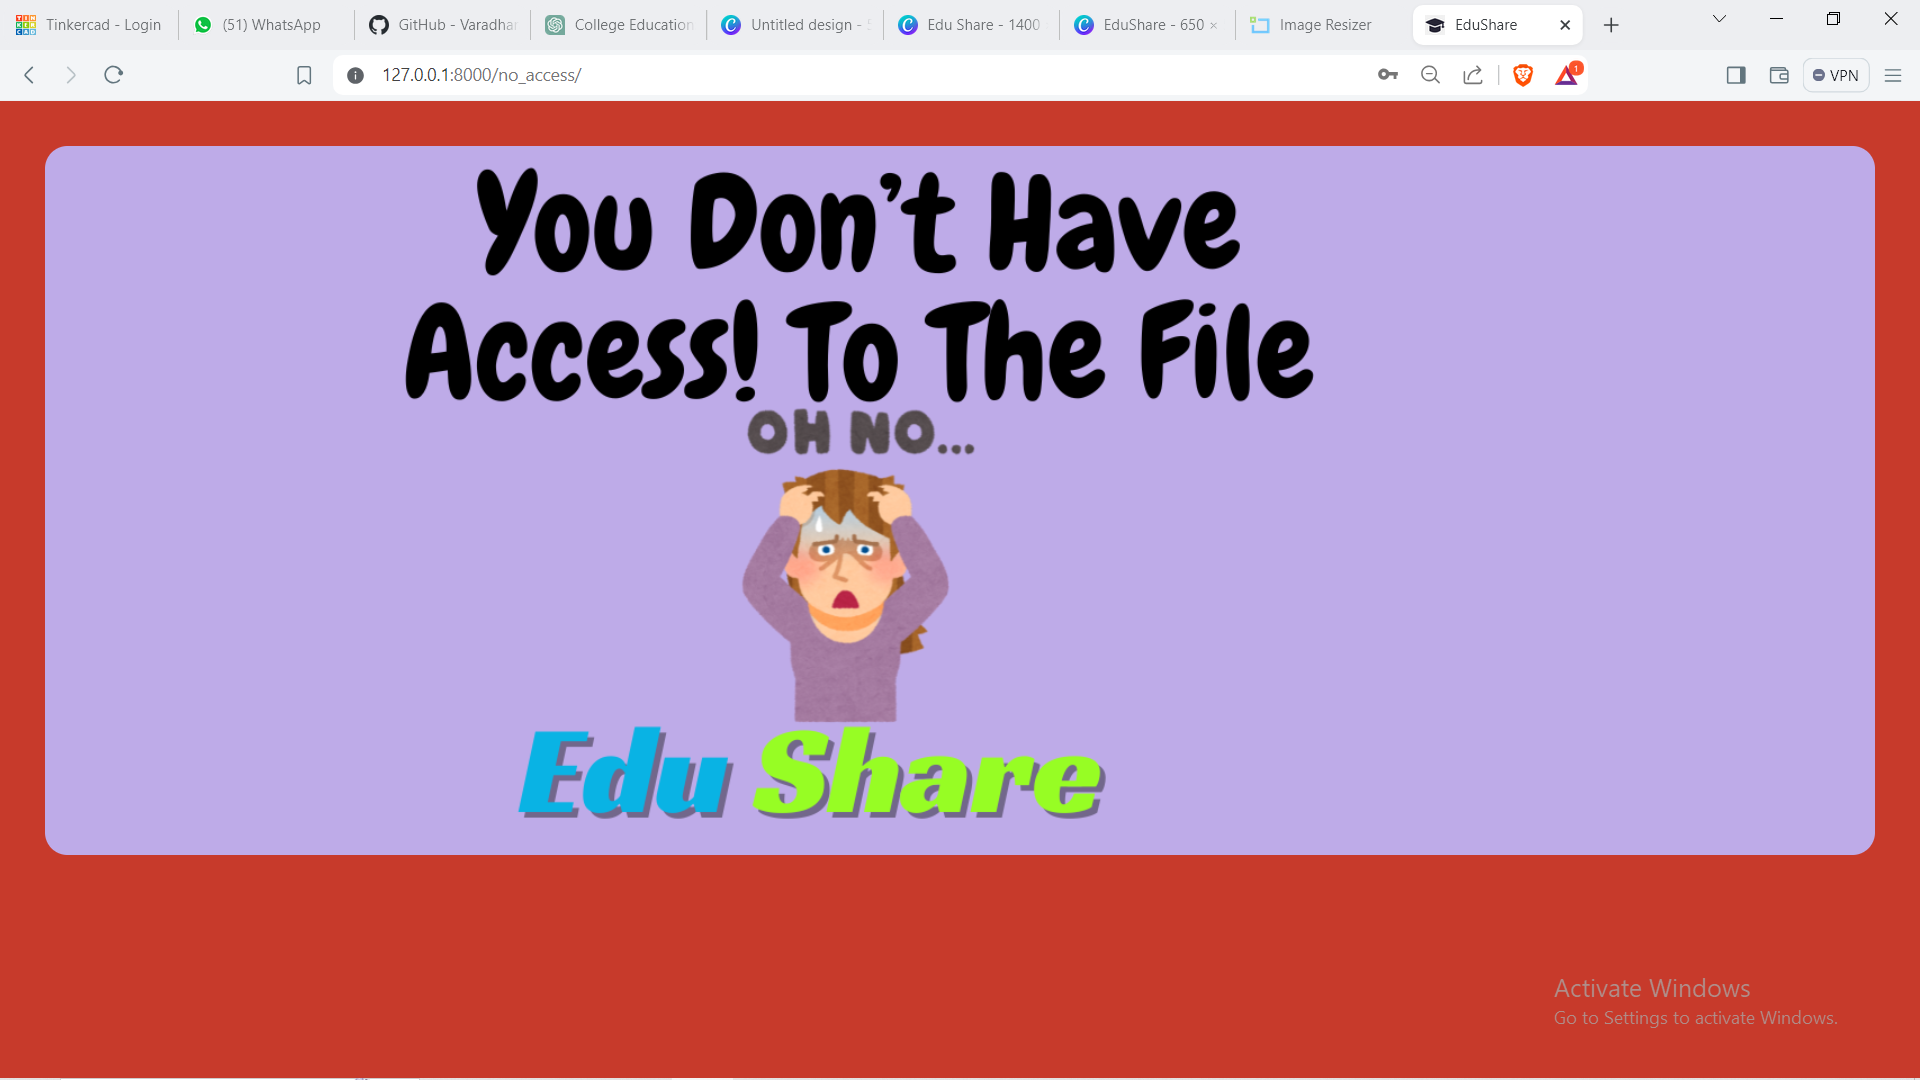 Tinkercad - Login
(51) WhatsApp
GitHub - Varadhar
College Education
Untitled design -
Edu Share - 1400
EduShare - 650
Image Resizer
EduShare
127.0.0.1:8000/no_access/
1
VPN
You Don't Have
Access! To The File
OH NO...
Edu Share
Activate Windows
Go to Settings to activate Windows.